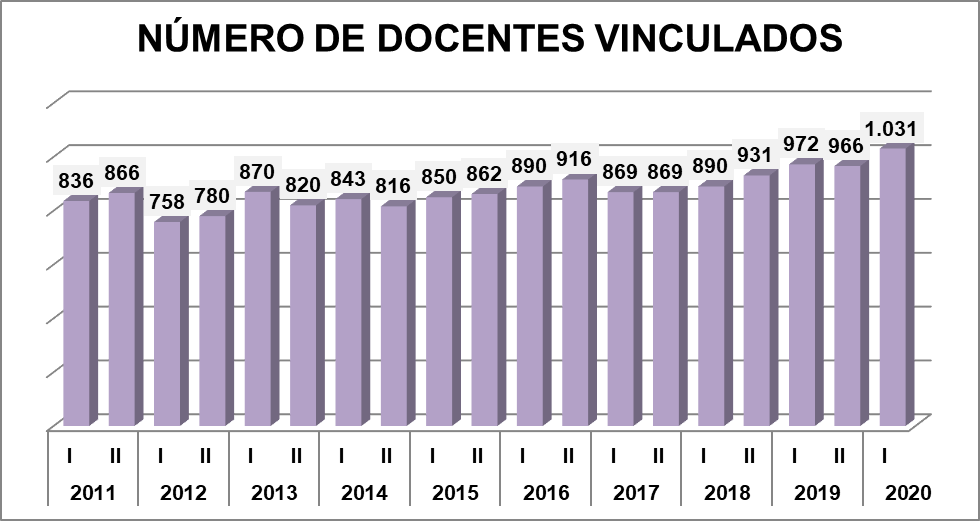 NÚMERO DE DOCENTES VINCULADOS
836 866 758 780 870 820 843 816 850 862 890 916 869 869 890 931 972 966 1.031
I II I II I II I II I II I II I II I II I II I
2011 2012 2013 2014 2015 2016 2017 2018 2019 2020